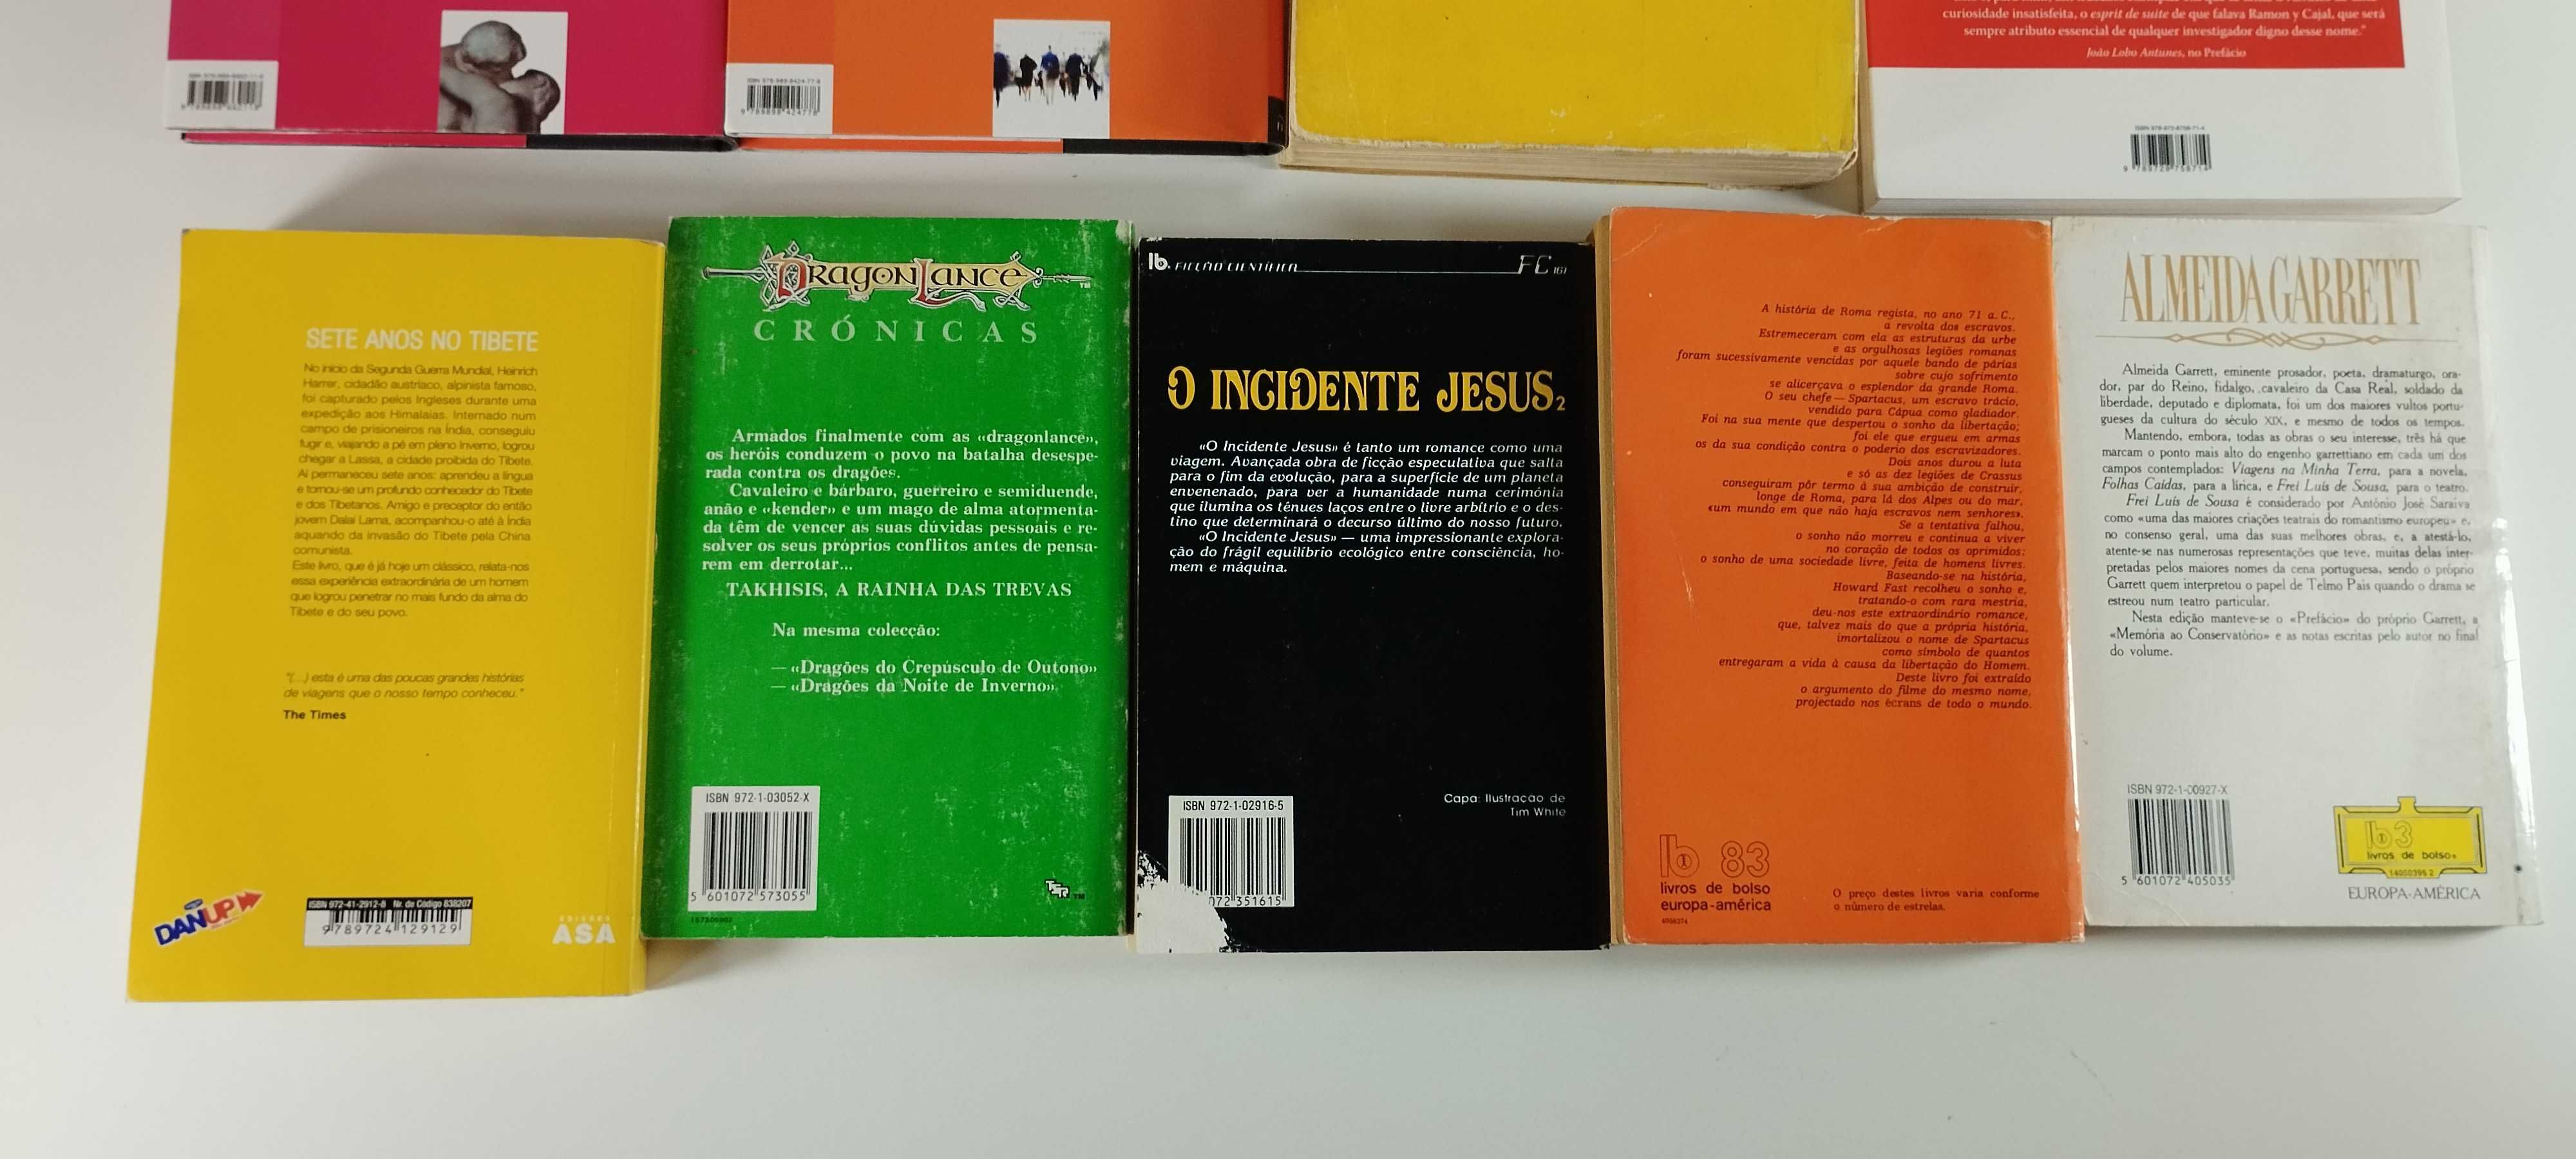 curiosidade insatisfeita, o esprit de suite de que falava Ramon y Cajal, que será
sempre atributo essencial de qualquer investigador digno desse nome."
João Lobo Antunes, no Prefácio
SETE ANOS NO TIBETE
No início da Segunda Guerra Mundial, Heinrich
Harrer, cidadão austríaco, alpinista famoso,
foi capturado pelos Ingleses durante uma
expedição aos Himalaias. Internado num
campo de prisioneiros na Índia, conseguiu
fugir e, viajando a pé em pleno Inverno, logrou
chegar a Lassa, a cidade proibida do Tibete.
Aí permaneceu sete anos: aprendeu a língua
e tornou-se um profundo conhecedor do Tibete
e dos Tibetanos. Amigo e preceptor do então
jovem Dalai Lama, acompanhou-o até à Índia
aquando da invasão do Tibete pela China
comunista.
Este livro, que é já hoje um clássico, relata-nos
essa experiência extraordinária de um homem
que logrou penetrar no mais fundo da alma do
Tibete e do seu povo.
"(...) esta é uma das poucas grandes histórias
de viagens que o nosso tempo conheceu."
The Times
DAN'UP
ISBN 972-41-2912-8 Nr. de Código 838207
9 789724 129129
EDIÇÕES
ASA
DRAGONLANCE™
CRÓNICAS
Armados finalmente com as «dragonlance»,
os heróis conduzem o povo na batalha desespe-
rada contra os dragões.
Cavaleiro e bárbaro, guerreiro e semiduende,
anão e «kender» e um mago de alma atormenta-
da têm de vencer as suas dúvidas pessoais e re-
solver os seus próprios conflitos antes de pensa-
rem em derrotar...
TAKHISIS, A RAINHA DAS TREVAS
Na mesma colecção:
— «Dragões do Crepúsculo de Outono»
— «Dragões da Noite de Inverno»
ISBN 972-1-03052-X
5 601072 573055
TSR™
lb. FICÇÃO CIENTÍFICA FC 161
O INCIDENTE JESUS 2
«O Incidente Jesus» é tanto um romance como uma
viagem. Avançada obra de ficção especulativa que salta
para o fim da evolução, para a superfície de um planeta
envenenado, para ver a humanidade numa cerimónia
que ilumina os ténues laços entre o livre arbítrio e o des-
tino que determinará o decurso último do nosso futuro.
«O Incidente Jesus» — uma impressionante explora-
ção do frágil equilíbrio ecológico entre consciência, ho-
mem e máquina.
ISBN 972-1-02916-5
072 351615
Capa: Ilustração de
Tim White
A história de Roma regista, no ano 71 a. C.,
a revolta dos escravos.
Estremeceram com ela as estruturas da urbe
e as orgulhosas legiões romanas
foram sucessivamente vencidas por aquele bando de párias
sobre cujo sofrimento
se alicerçava o esplendor da grande Roma.
O seu chefe — Spartacus, um escravo trácio,
vendido para Cápua como gladiador.
Foi na sua mente que despertou o sonho da libertação;
foi ele que ergueu em armas
os da sua condição contra o poderio dos escravizadores.
Dois anos durou a luta
e só as dez legiões de Crassus
conseguiram pôr termo à sua ambição de construir,
longe de Roma, para lá dos Alpes ou do mar,
«um mundo em que não haja escravos nem senhores».
Se a tentativa falhou,
o sonho não morreu e continua a viver
no coração de todos os oprimidos:
o sonho de uma sociedade livre, feita de homens livres.
Baseando-se na história,
Howard Fast recolheu o sonho e,
tratando-o com rara mestria,
deu-nos este extraordinário romance,
que, talvez mais do que a própria história,
imortalizou o nome de Spartacus
como símbolo de quantos
entregaram a vida à causa da libertação do Homem.
Deste livro foi extraído
o argumento do filme do mesmo nome,
projectado nos écrans de todo o mundo.
lb 83
livros de bolso
europa-américa
O preço destes livros varia conforme
o número de estrelas.
ALMEIDA GARRETT
Almeida Garrett, eminente prosador, poeta, dramaturgo, ora-
dor, par do Reino, fidalgo, cavaleiro da Casa Real, soldado da
liberdade, deputado e diplomata, foi um dos maiores vultos portu-
gueses da cultura do século XIX, e mesmo de todos os tempos.
Mantendo, embora, todas as obras o seu interesse, três há que
marcam o ponto mais alto do engenho garrettiano em cada um dos
campos contemplados: Viagens na Minha Terra, para a novela,
Folhas Caídas, para a lírica, e Frei Luís de Sousa, para o teatro.
Frei Luís de Sousa é considerado por António José Saraiva
como «uma das maiores criações teatrais do romantismo europeu» e,
no consenso geral, uma das suas melhores obras, e, a atestá-lo,
atente-se nas numerosas representações que teve, muitas delas inter-
pretadas pelos maiores nomes da cena portuguesa, sendo o próprio
Garrett quem interpretou o papel de Telmo Pais quando o drama se
estreou num teatro particular.
Nesta edição manteve-se o «Prefácio» do próprio Garrett, a
«Memória ao Conservatório» e as notas escritas pelo autor no final
do volume.
ISBN 972-1-00927-X
5 601072 405035
lb 3
livros de bolso
EUROPA-AMÉRICA